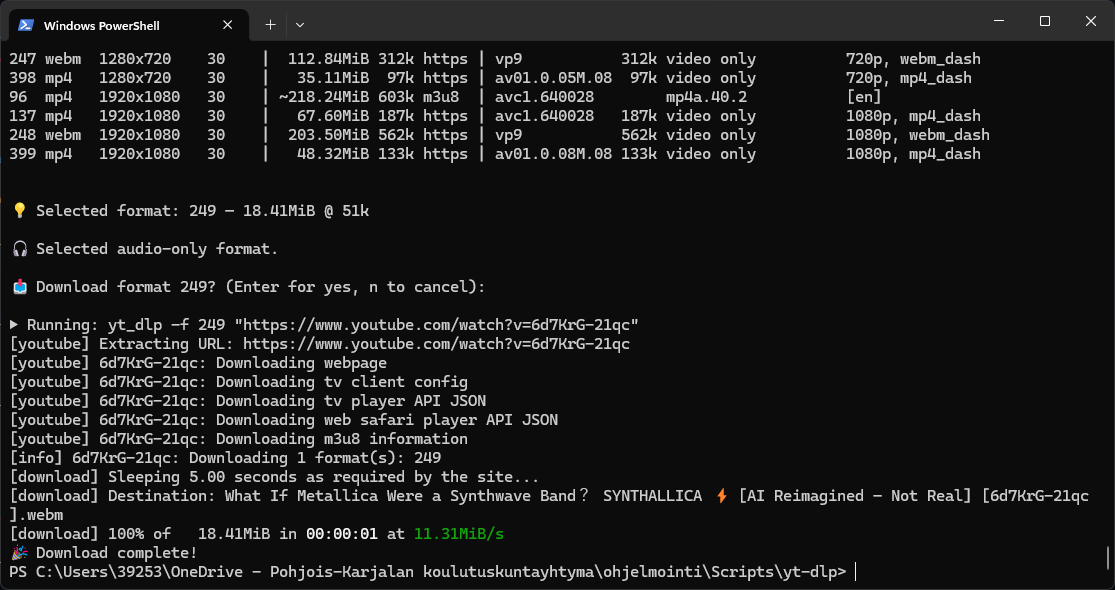 Windows PowerShell
247 webm  1280x720    30    |  112.84MiB 312k https | vp9           312k video only          720p, webm_dash
398 mp4   1280x720    30    |   35.11MiB  97k https | av01.0.05M.08  97k video only          720p, mp4_dash
96  mp4   1920x1080   30    | ~218.24MiB 603k m3u8  | avc1.640028        mp4a.40.2           [en]
137 mp4   1920x1080   30    |   67.60MiB 187k https | avc1.640028   187k video only          1080p, mp4_dash
248 webm  1920x1080   30    |  203.50MiB 562k https | vp9           562k video only          1080p, webm_dash
399 mp4   1920x1080   30    |   48.32MiB 133k https | av01.0.08M.08 133k video only          1080p, mp4_dash
💡 Selected format: 249 — 18.41MiB @ 51k
🎧 Selected audio-only format.
📥 Download format 249? (Enter for yes, n to cancel):
▶ Running: yt_dlp -f 249 "https://www.youtube.com/watch?v=6d7KrG-21qc"
[youtube] Extracting URL: https://www.youtube.com/watch?v=6d7KrG-21qc
[youtube] 6d7KrG-21qc: Downloading webpage
[youtube] 6d7KrG-21qc: Downloading tv client config
[youtube] 6d7KrG-21qc: Downloading tv player API JSON
[youtube] 6d7KrG-21qc: Downloading web safari player API JSON
[youtube] 6d7KrG-21qc: Downloading m3u8 information
[info] 6d7KrG-21qc: Downloading 1 format(s): 249
[download] Sleeping 5.00 seconds as required by the site...
[download] Destination: What If Metallica Were a Synthwave Band？ SYNTHALLICA ⚡ [AI Reimagined - Not Real] [6d7KrG-21qc
].webm
[download] 100% of   18.41MiB in 00:00:01 at 11.31MiB/s
🎉 Download complete!
PS C:\Users\39253\OneDrive - Pohjois-Karjalan koulutuskuntayhtyma\ohjelmointi\Scripts\yt-dlp>